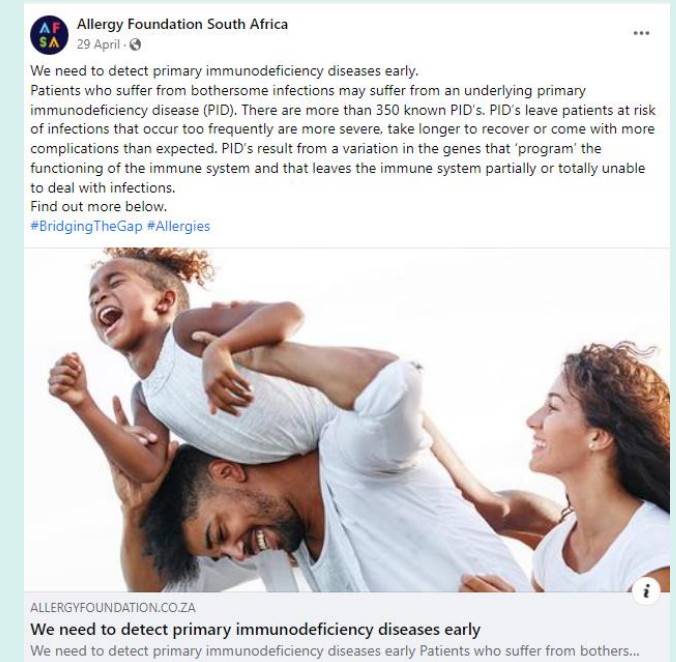 AF
SA
Allergy Foundation South Africa
29 April ·
We need to detect primary immunodeficiency diseases early.
Patients who suffer from bothersome infections may suffer from an underlying primary
immunodeficiency disease (PID). There are more than 350 known PID's. PID's leave patients at risk
of infections that occur too frequently are more severe, take longer to recover or come with more
complications than expected. PID's result from a variation in the genes that 'program' the
functioning of the immune system and that leaves the immune system partially or totally unable
to deal with infections.
Find out more below.
#BridgingTheGap #Allergies
i
ALLERGYFOUNDATION.CO.ZA
We need to detect primary immunodeficiency diseases early
We need to detect primary immunodeficiency diseases early Patients who suffer from bothers...